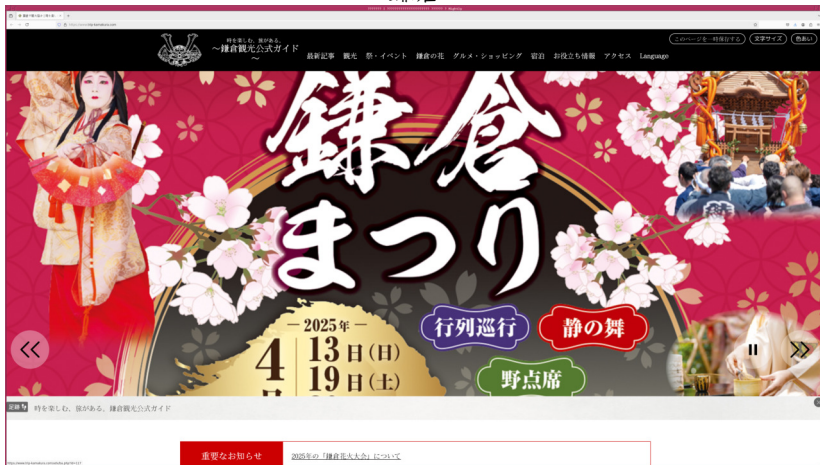 時を楽しむ、旅がある。
～鎌倉観光公式ガイド
～
最新記事 観光 祭・イベント 鎌倉の花 グルメ・ショッピング 宿泊 お役立ち情報 アクセス Language
このページを一時保存する 文字サイズ 色あい
鎌倉
まつり
2025年
4月
13日(日)
19日(土)
行列巡行 静の舞
野点席
足跡 時を楽しむ、旅がある。鎌倉観光公式ガイド
重要なお知らせ 2025年の「鎌倉花火大会」について